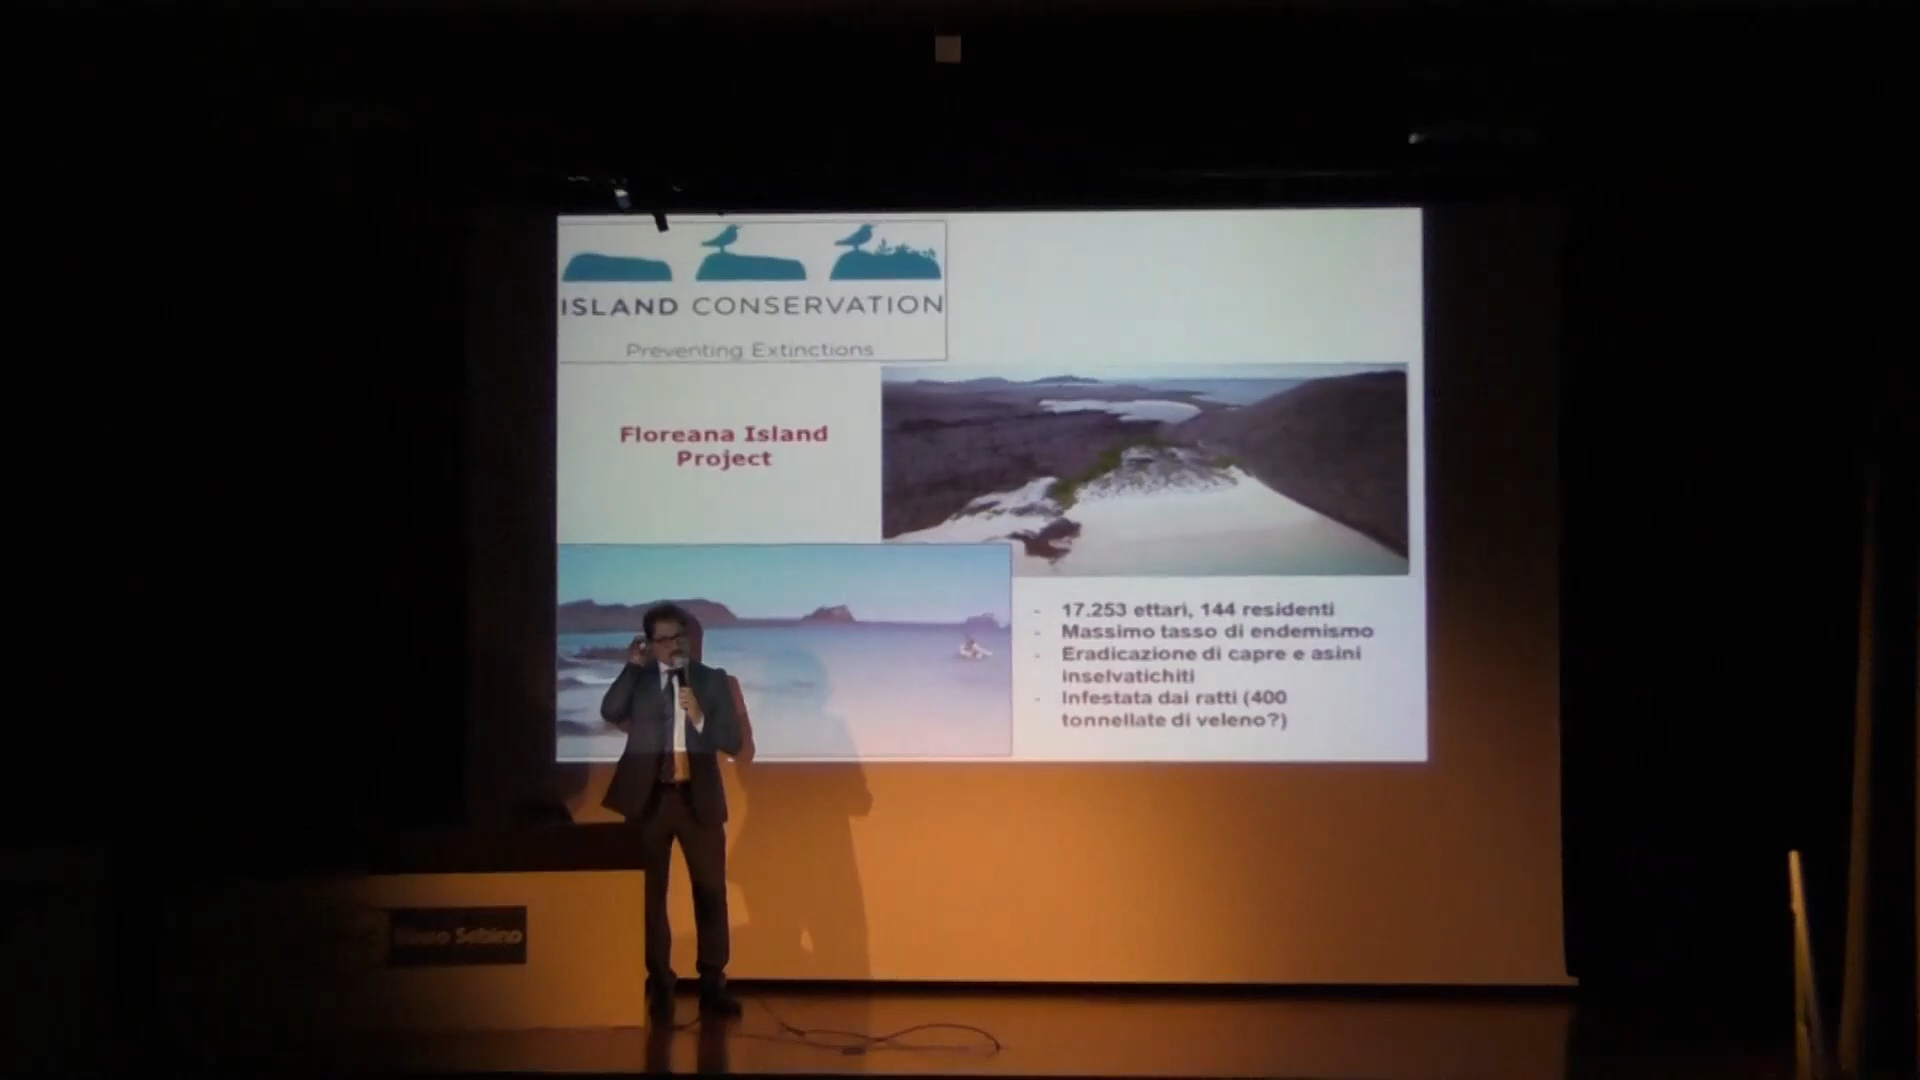 ISLAND CONSERVATION
Preventing Extinctions
Floreana Island
Project
- 17.253 ettari, 144 residenti
- Massimo tasso di endemismo
- Eradicazione di capre e asini
inselvatichiti
- Infestata dai ratti (400
tonnellate di veleno?)
Sabino